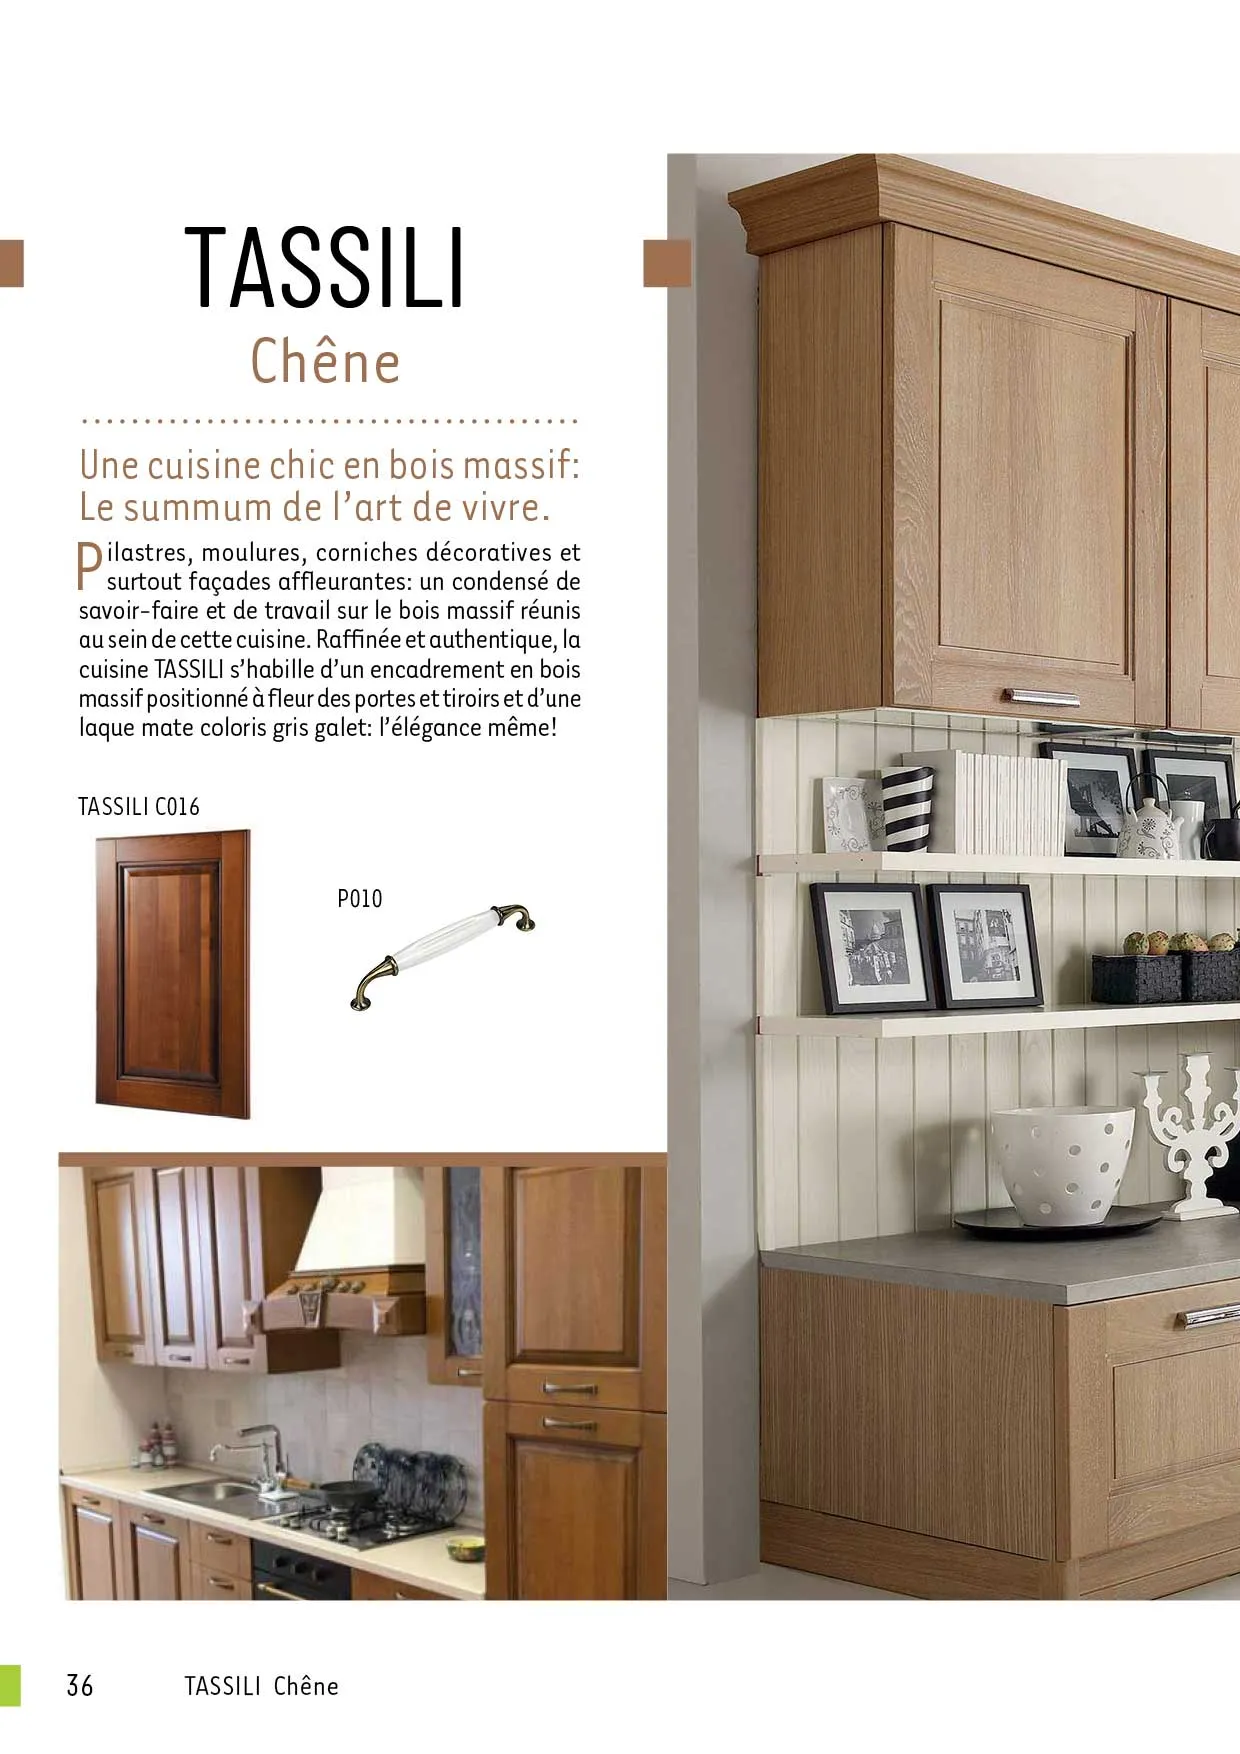 TASSILI
Chêne
Une cuisine chic en bois massif:
Le summum de l’art de vivre.
Pilastres, moulures, corniches décoratives et
surtout façades affleurantes: un condensé de
savoir-faire et de travail sur le bois massif réunis
au sein de cette cuisine. Raffinée et authentique, la
cuisine TASSILI s’habille d’un encadrement en bois
massif positionné à fleur des portes et tiroirs et d’une
laque mate coloris gris galet: l’élégance même!
TASSILI C016
P010
36
TASSILI Chêne